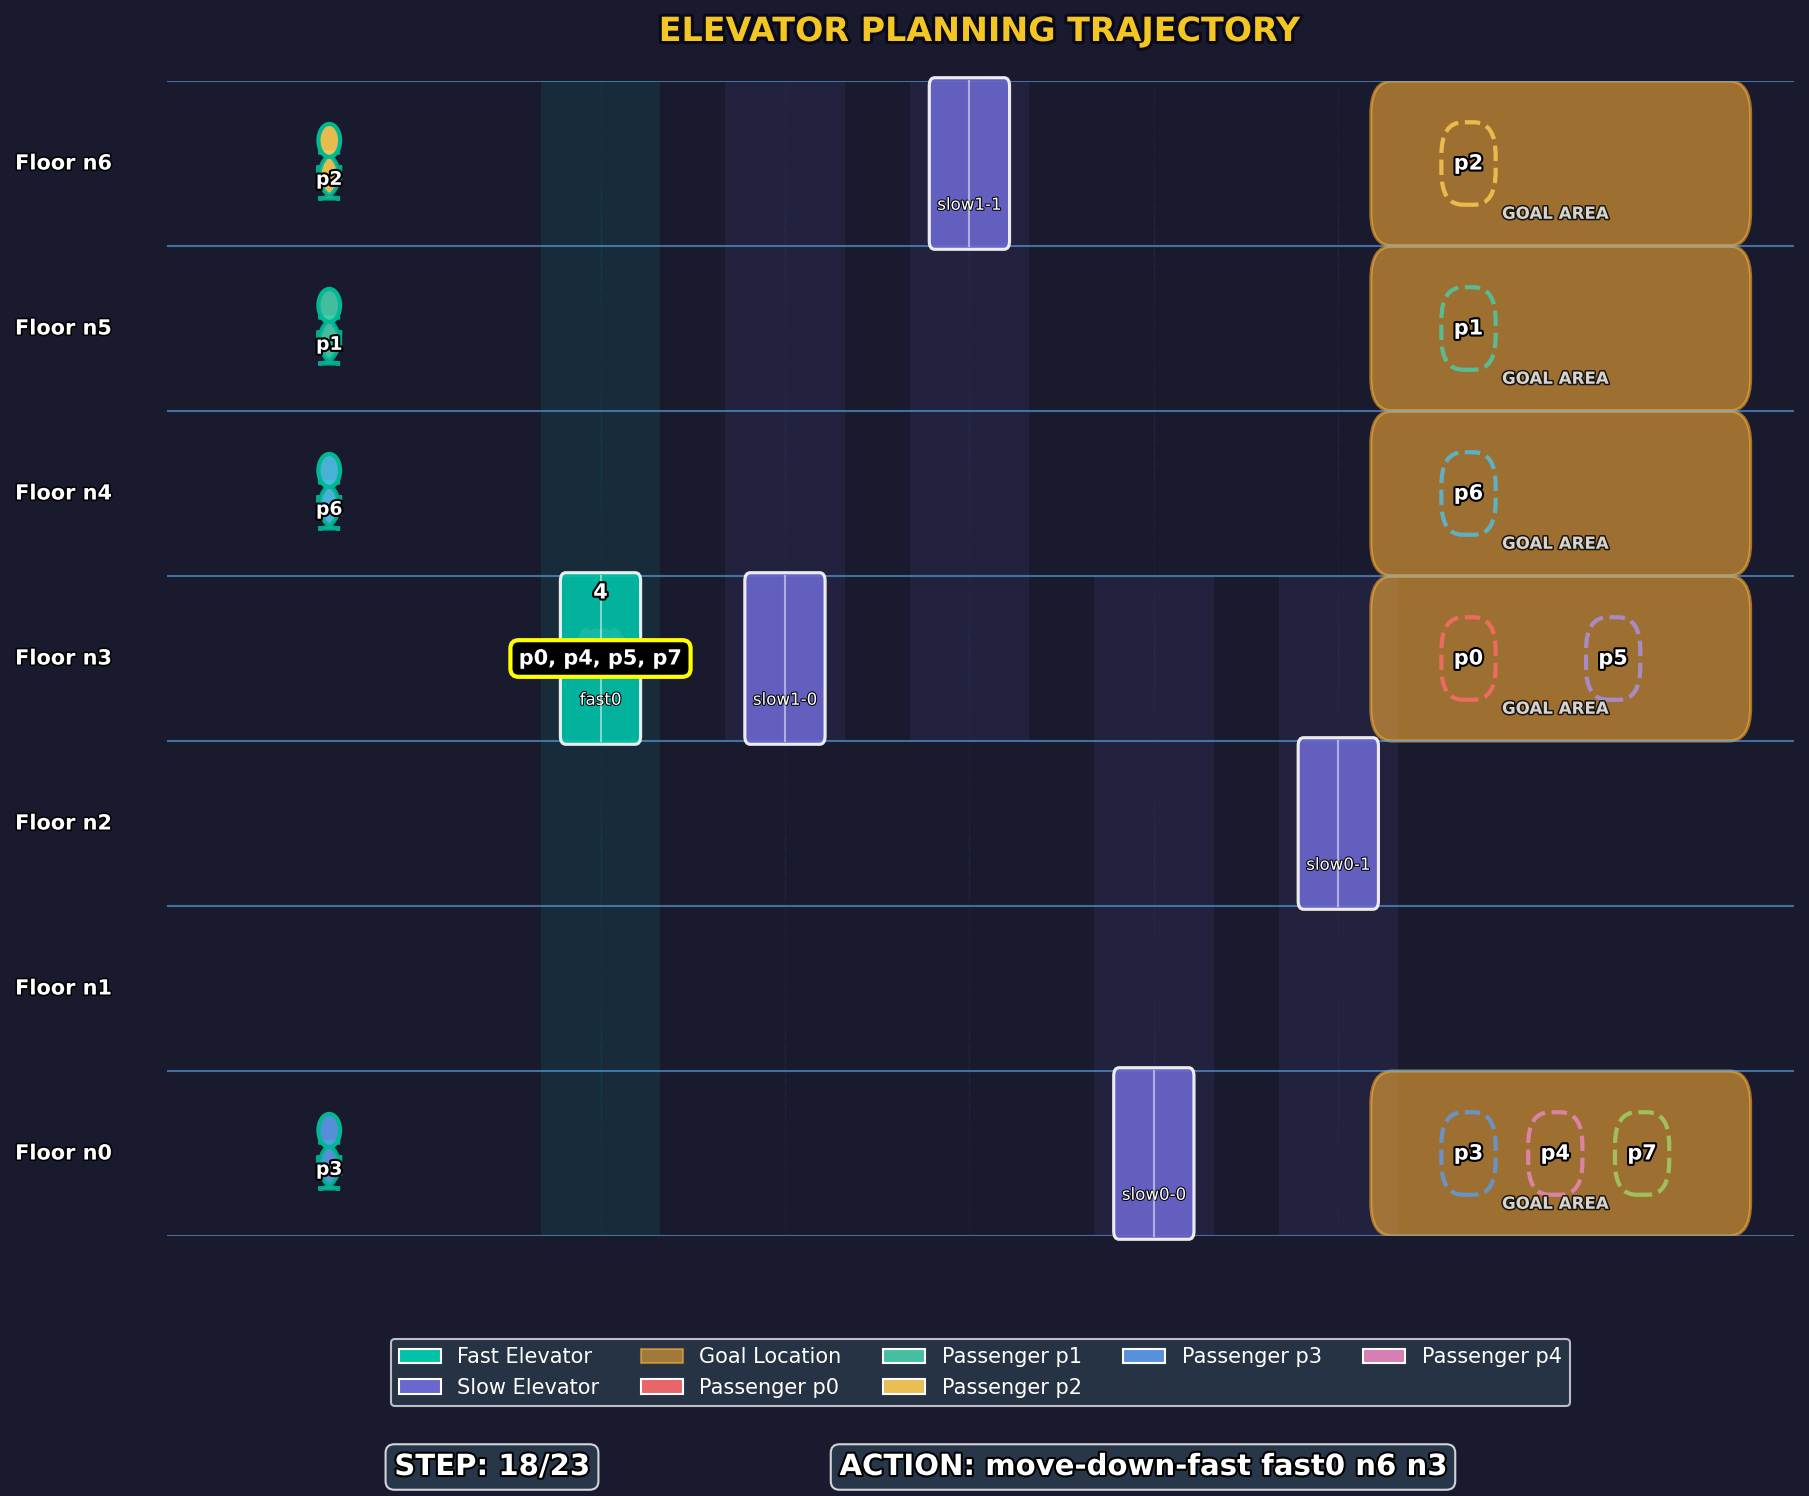 ELEVATOR PLANNING TRAJECTORY
Floor n6
p2
slow1-1
p2
GOAL AREA
Floor n5
p1
p1
GOAL AREA
Floor n4
p6
p6
GOAL AREA
Floor n3
4
p0, p4, p5, p7
fast0
slow1-0
p0
p5
GOAL AREA
Floor n2
slow0-1
Floor n1
Floor n0
p3
slow0-0
p3
p4
p7
GOAL AREA
Fast Elevator
Goal Location
Passenger p1
Passenger p3
Passenger p4
Slow Elevator
Passenger p0
Passenger p2
STEP: 18/23
ACTION: move-down-fast fast0 n6 n3